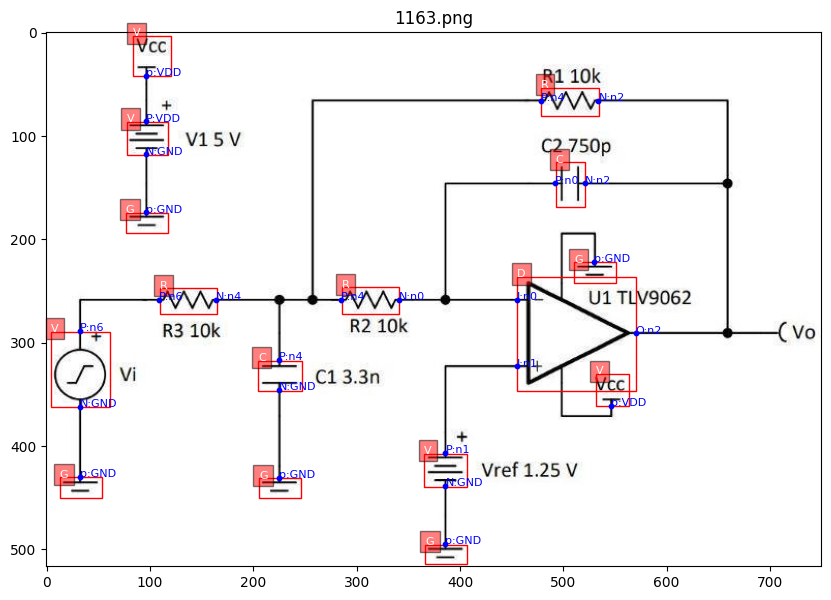 1163.png
0
100
200
300
400
500
0
100
200
300
400
500
600
700
V
Vcc
p:VDD
V
P:VDD
+
V1 5 V
N:GND
G
p:GND
R
R1 10k
P:n4
N:n2
C2 750p
C
P:n0
N:n2
G
p:GND
D
U1 TLV9062
R
P:n6
N:n4
R3 10k
R
P:n4
N:n0
R2 10k
I:n0
O:n2
Vo
V
P:n6
+
Vi
N:GND
G
p:GND
C
P:n4
C1 3.3n
N:GND
G
p:GND
I:n1
+
V
Vcc
p:VDD
V
P:n1
+
Vref 1.25 V
N:GND
G
p:GND